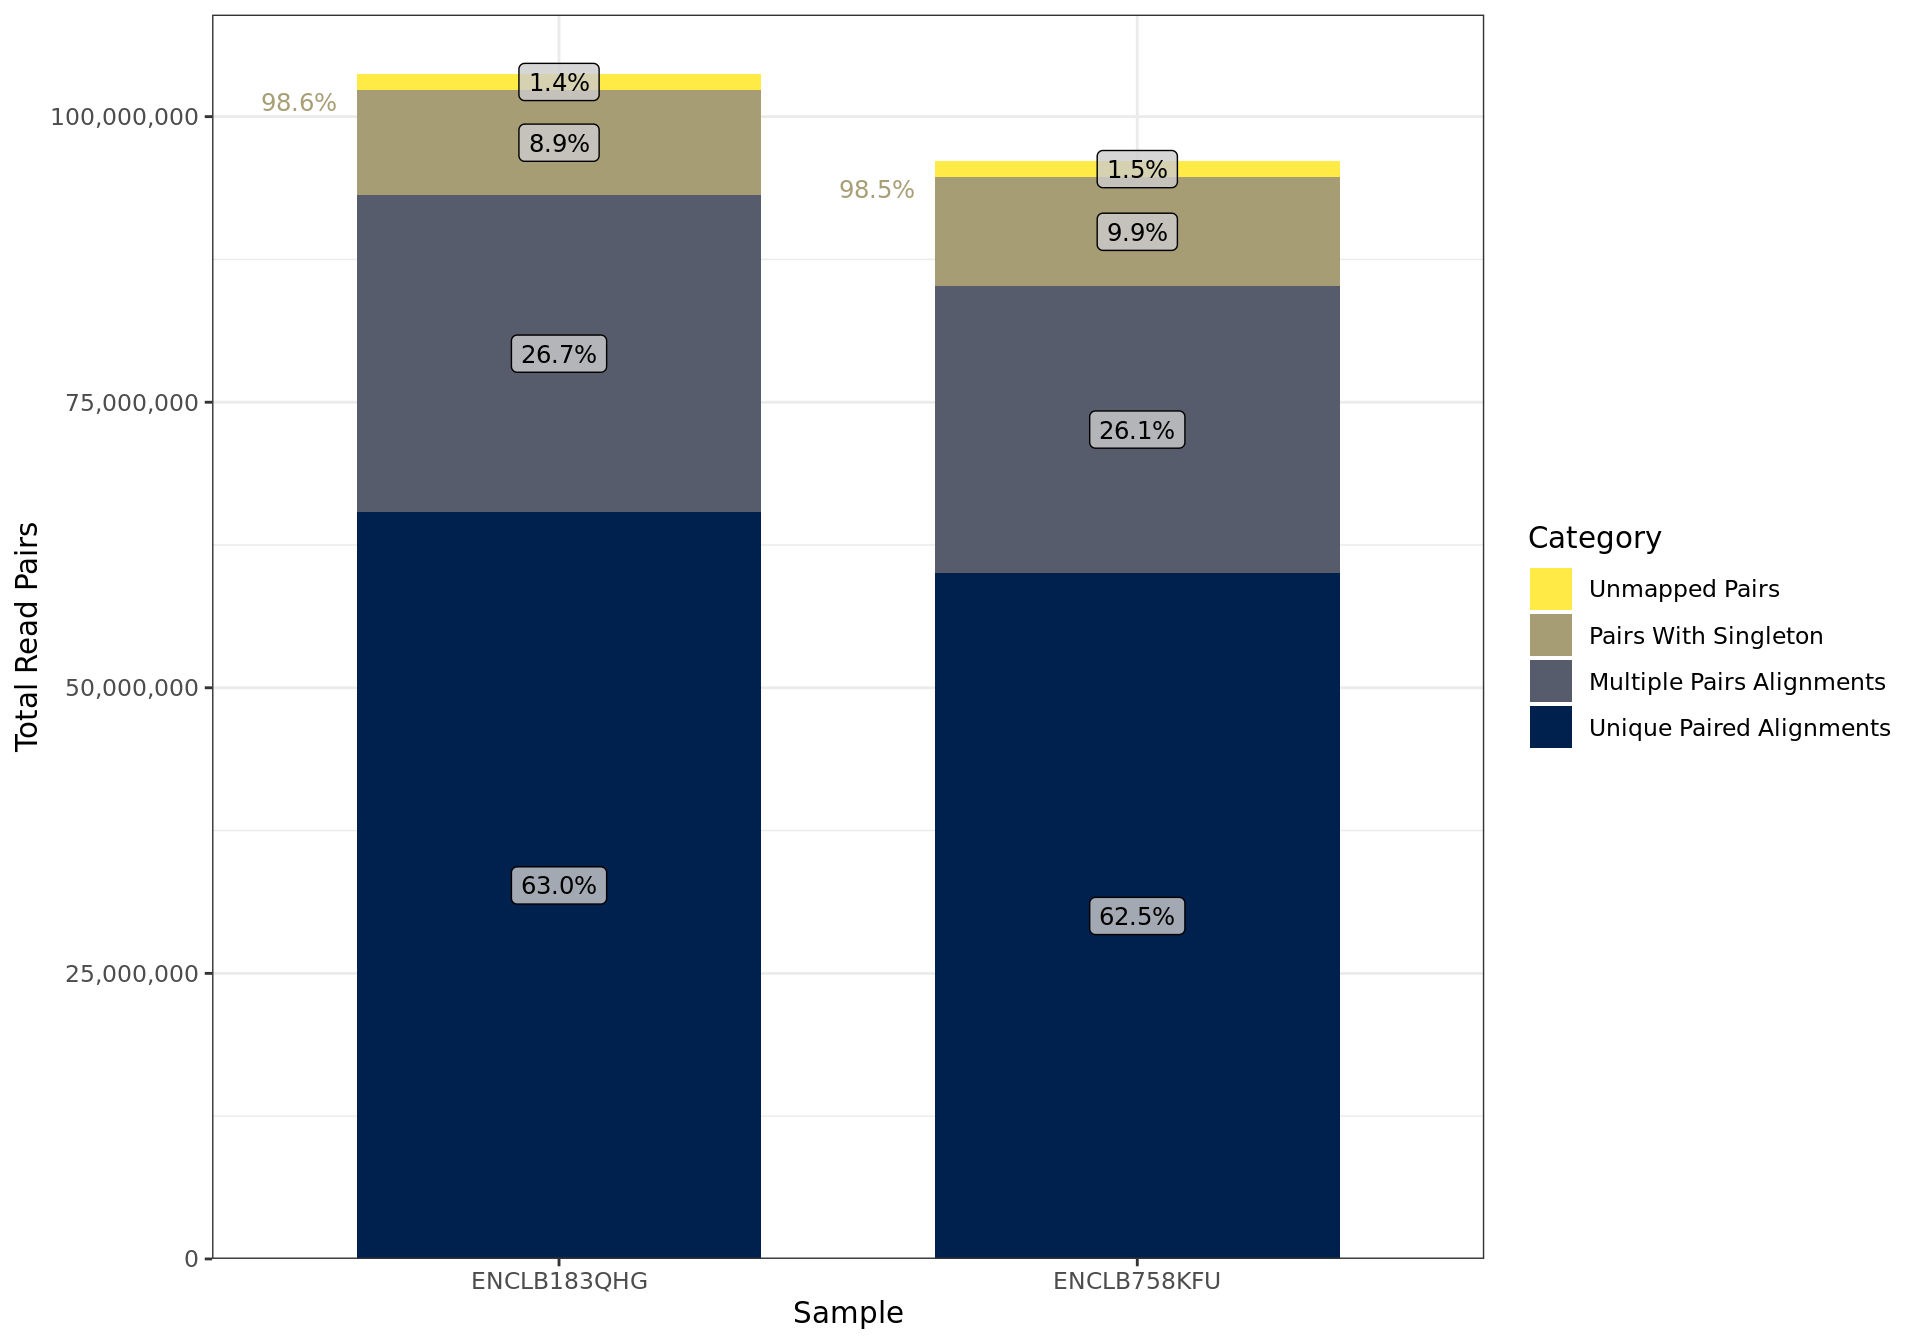 1.4%
98.6%
100,000,000
8.9%
1.5%
98.5%
9.9%
26.7%
75,000,000
26.1%
Total Read Pairs
50,000,000
63.0%
62.5%
25,000,000
0
ENCLB183QHG
ENCLB758KFU
Sample
Category
Unmapped Pairs
Pairs With Singleton
Multiple Pairs Alignments
Unique Paired Alignments